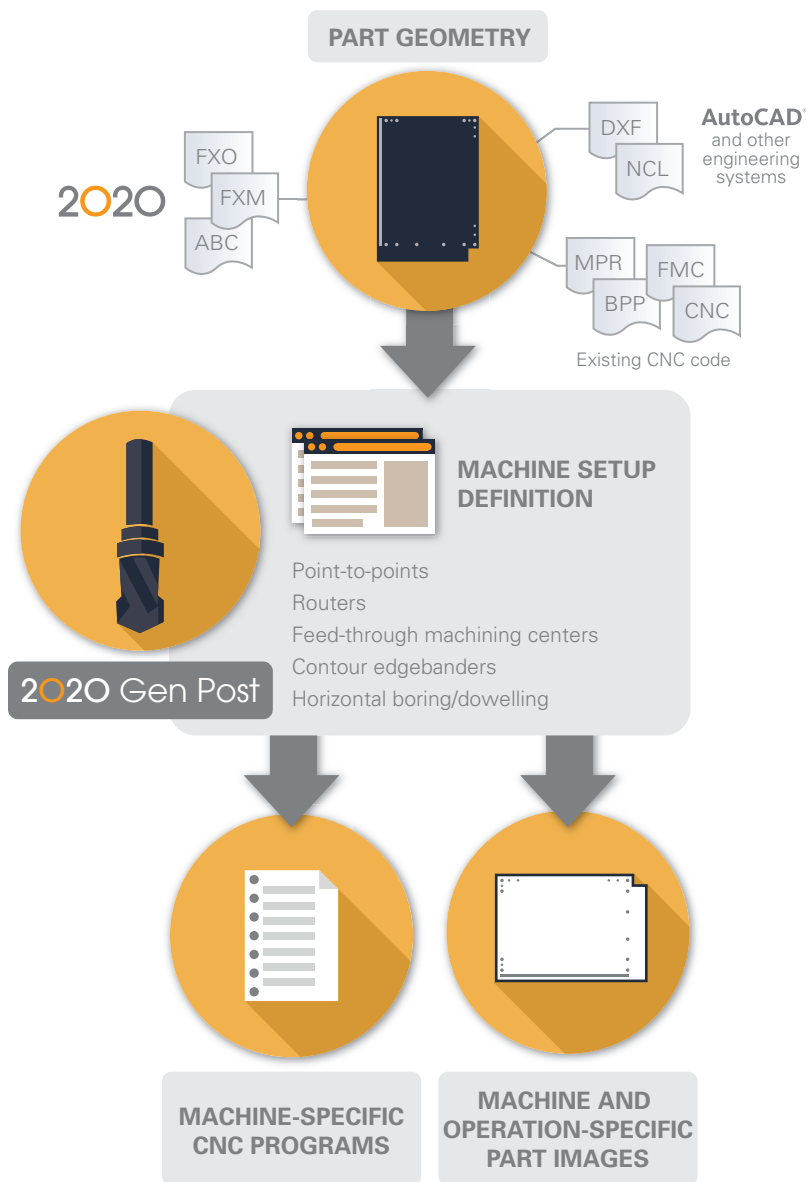 PART GEOMETRY
2020
FXO
FXM
ABC
DXF
NCL
AutoCAD®
and other
engineering
systems
MPR
BPP
FMC
CNC
Existing CNC code
MACHINE SETUP
DEFINITION
Point-to-points
Routers
Feed-through machining centers
Contour edgebanders
Horizontal boring/dowelling
2020 Gen Post
MACHINE-SPECIFIC
CNC PROGRAMS
MACHINE AND
OPERATION-SPECIFIC
PART IMAGES